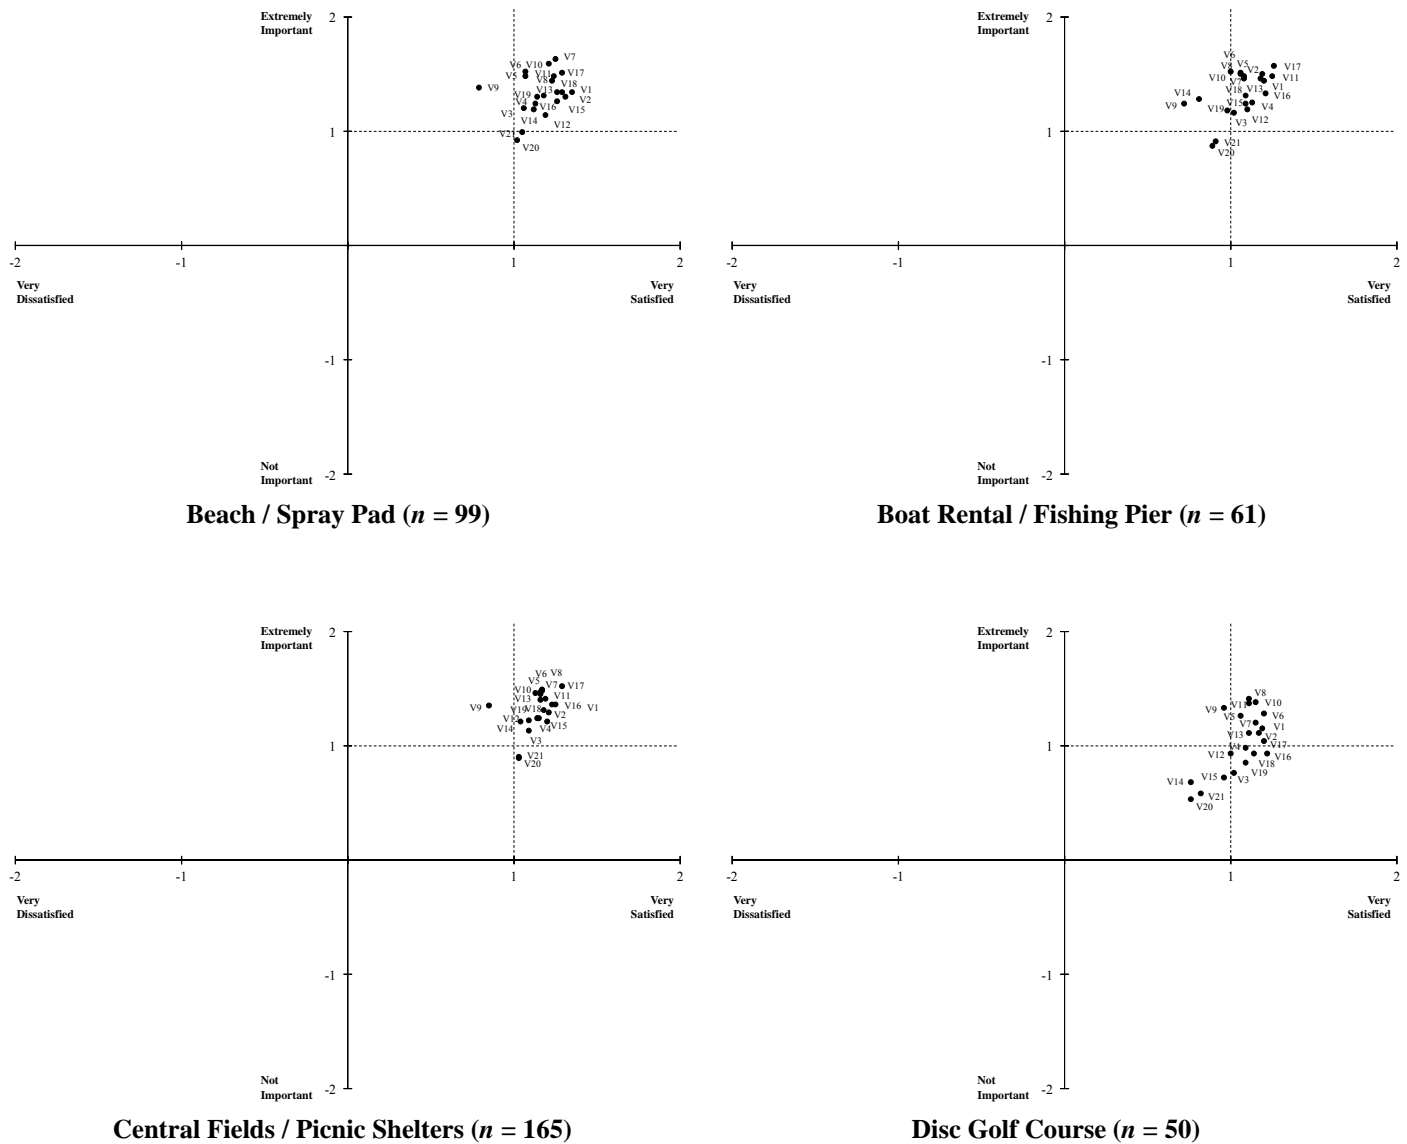 Extremely
Important
2
V7
V6 V10
V17
V5
V11
V8
V18
V9
V13
V1
V19
V2
V4
V16
V15
V3
V14
V12
1
V21
V20
-2
-1
1
2
Very
Dissatisfied
Very
Satisfied
-1
Not
Important
-2
Beach / Spray Pad (n = 99)
Extremely
Important
2
V6
V8
V5
V2
V17
V10
V7
V11
V13
V1
V14
V18
V16
V9
V15
V19
V4
V3
V12
1
V21
V20
-2
-1
1
2
Very
Dissatisfied
Very
Satisfied
-1
Not
Important
-2
Boat Rental / Fishing Pier (n = 61)
Extremely
Important
2
V6
V8
V5
V7
V17
V10
V13
V11
V9
V19
V18
V16
V1
V12
V2
V14
V4
V15
V3
1
V21
V20
-2
-1
1
2
Very
Dissatisfied
Very
Satisfied
-1
Not
Important
-2
Central Fields / Picnic Shelters (n = 165)
Extremely
Important
2
V8
V11
V10
V9
V5
V6
V7
V1
V13
V2
V4
V17
1
V12
V16
V18
V14
V15
V19
V3
V21
V20
-2
-1
1
2
Very
Dissatisfied
Very
Satisfied
-1
Not
Important
-2
Disc Golf Course (n = 50)